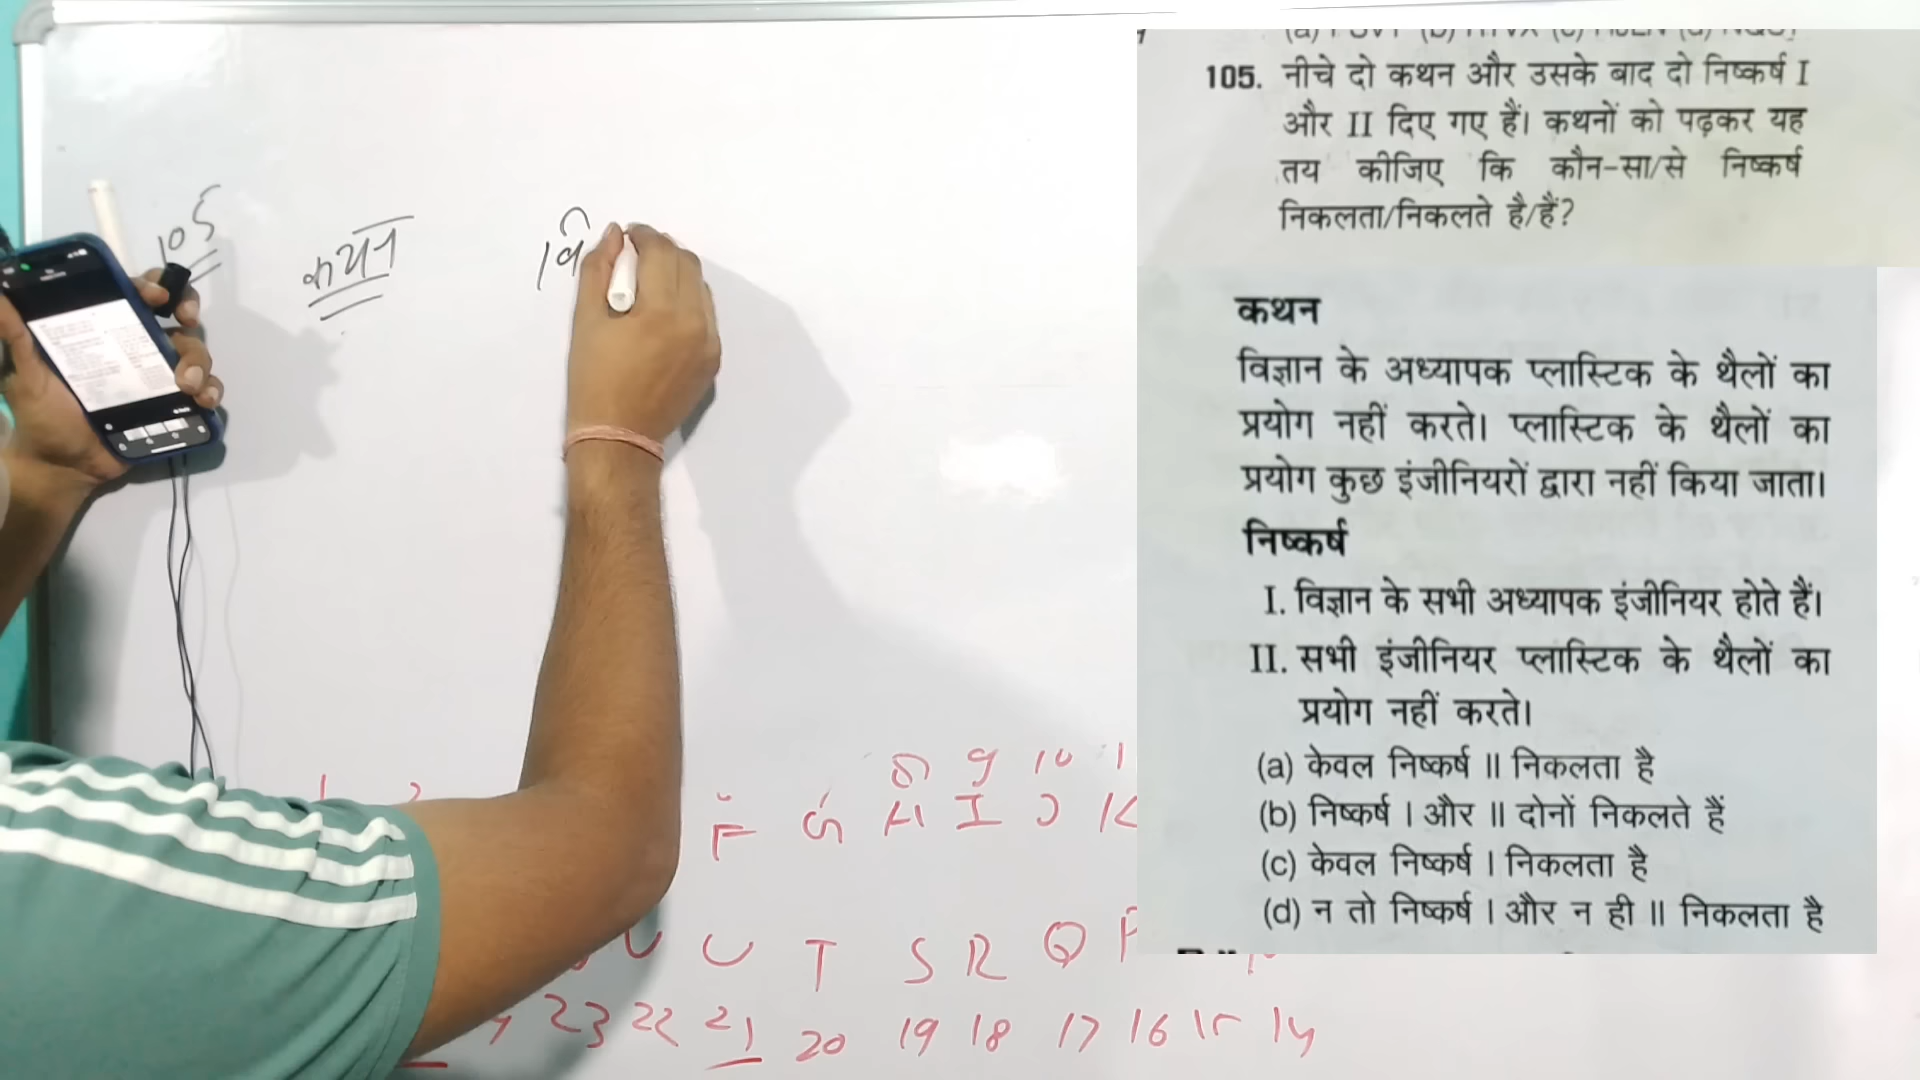 105. नीचे दो कथन और उसके बाद दो निष्कर्ष I
और II दिए गए हैं। कथनों को पढ़कर यह
तय कीजिए कि कौन-सा/से निष्कर्ष
निकलता/निकलते है/हैं?
कथन
विज्ञान के अध्यापक प्लास्टिक के थैलों का
प्रयोग नहीं करते। प्लास्टिक के थैलों का
प्रयोग कुछ इंजीनियरों द्वारा नहीं किया जाता।
निष्कर्ष
I. विज्ञान के सभी अध्यापक इंजीनियर होते हैं।
II. सभी इंजीनियर प्लास्टिक के थैलों का
प्रयोग नहीं करते।
(a) केवल निष्कर्ष II निकलता है
(b) निष्कर्ष I और II दोनों निकलते हैं
(c) केवल निष्कर्ष I निकलता है
(d) न तो निष्कर्ष I और न ही II निकलता है
105 कथन वि
8 9 10
F G H I J K
U T S R Q P
23 22 21 20 19 18 17 16 15 14